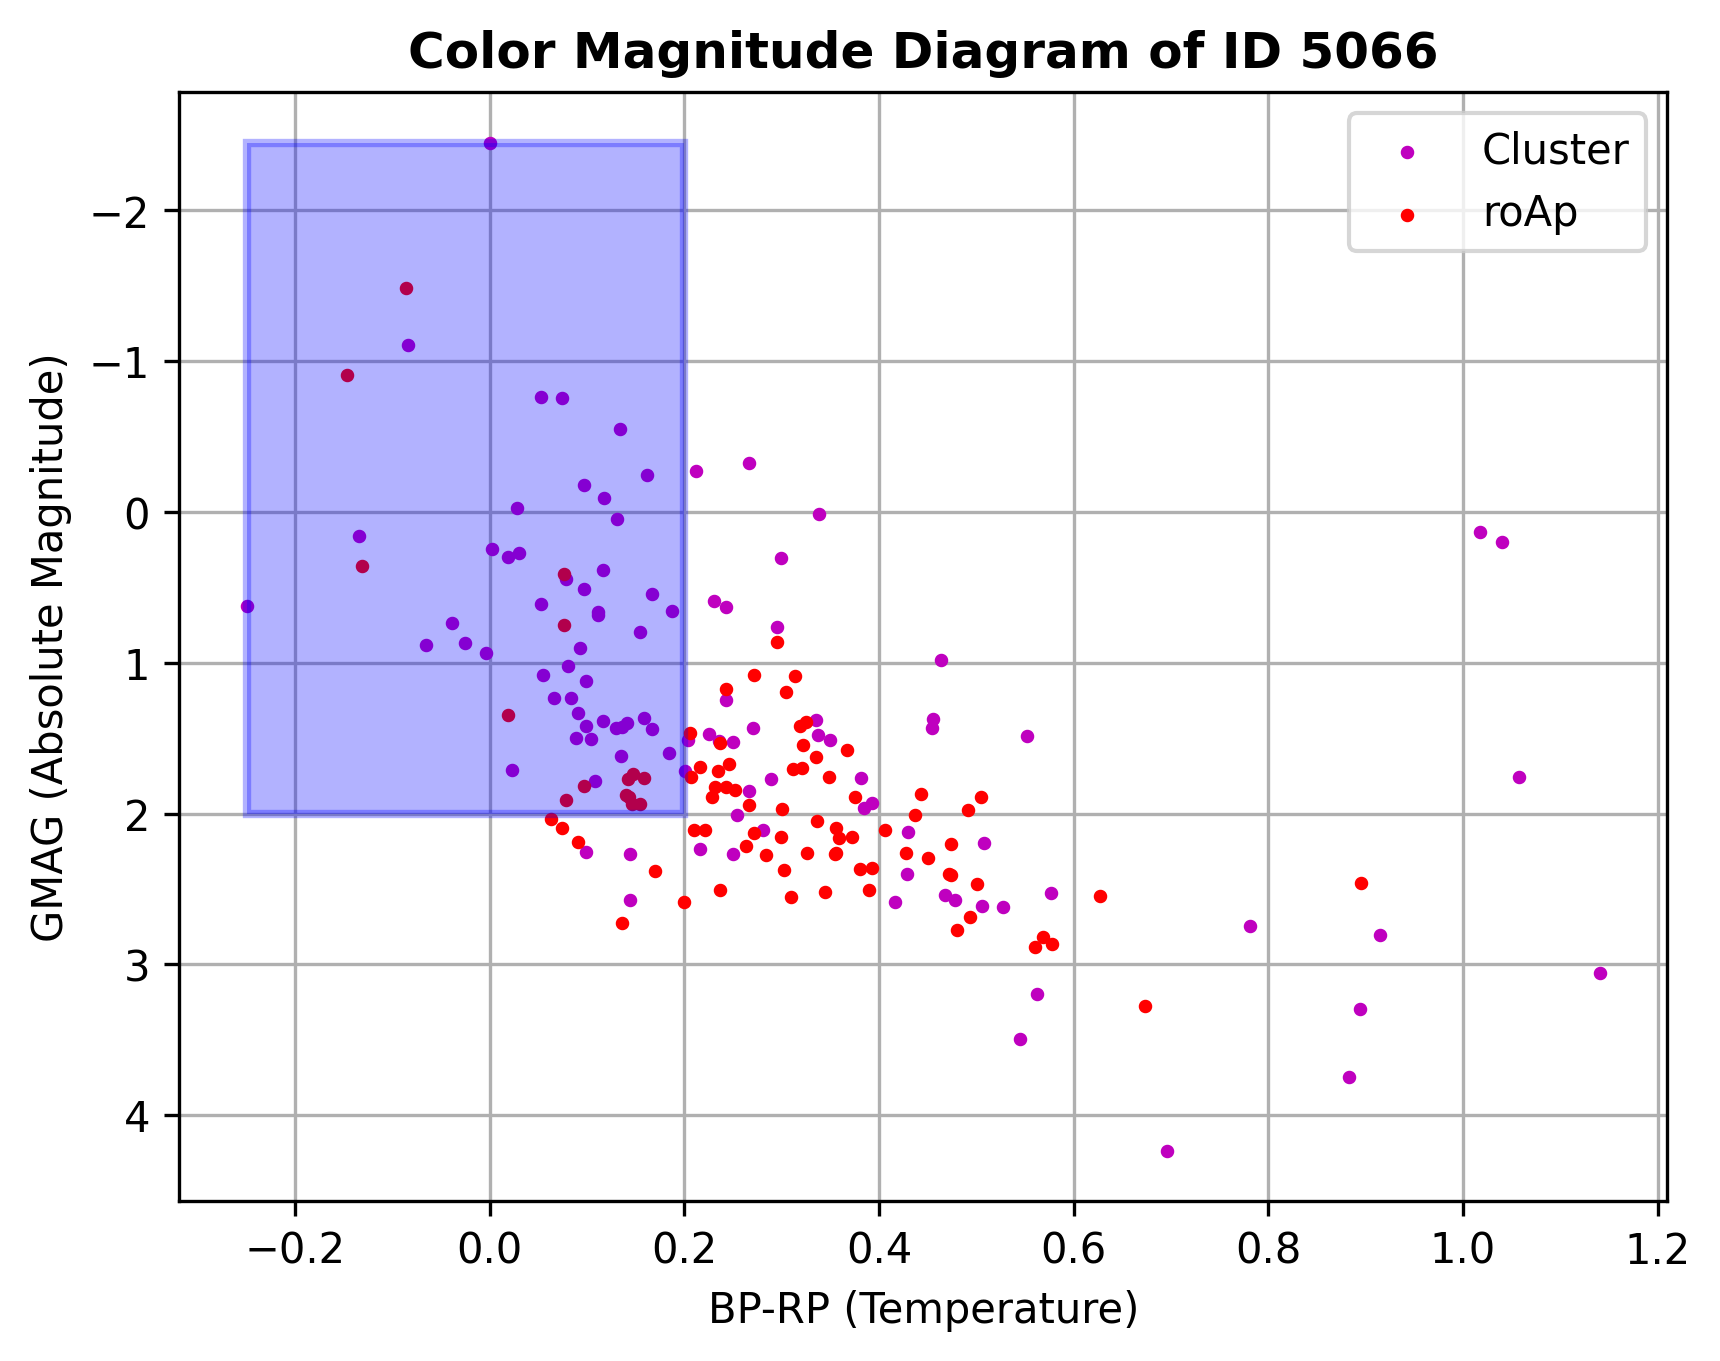 Color Magnitude Diagram of ID 5066
Cluster
roAp
GMAG (Absolute Magnitude)
−2
−1
0
1
2
3
4
−0.2 0.0 0.2 0.4 0.6 0.8 1.0 1.2
BP-RP (Temperature)